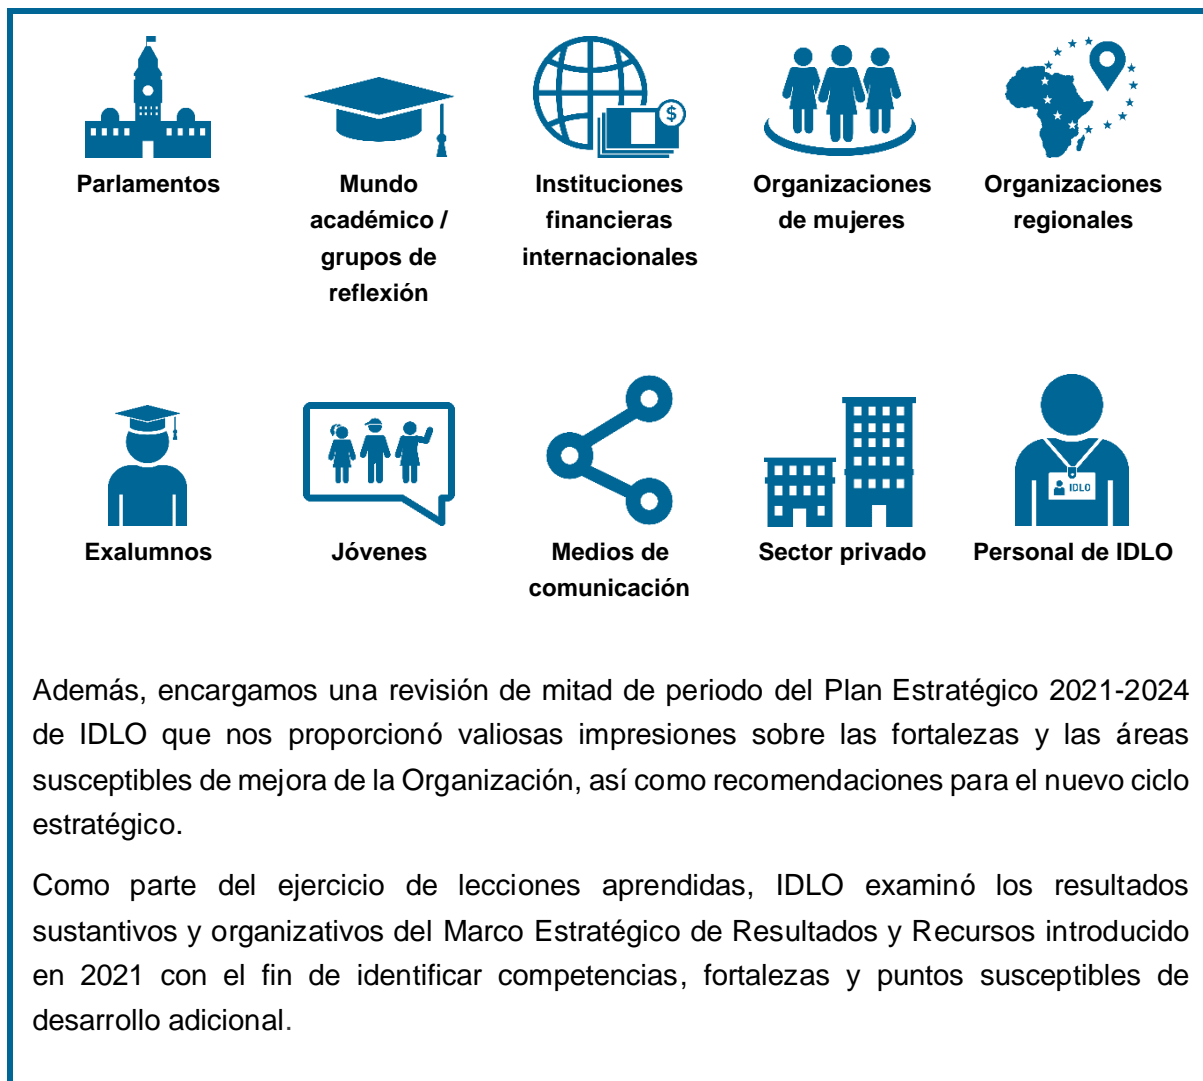 $
Parlamentos
Mundo
académico /
grupos de
reflexión
Instituciones
financieras
internacionales
Organizaciones
de mujeres
Organizaciones
regionales
IDLO
Exalumnos
Jóvenes
Medios de
comunicación
Sector privado
Personal de IDLO
Además, encargamos una revisión de mitad de periodo del Plan Estratégico 2021-2024
de IDLO que nos proporcionó valiosas impresiones sobre las fortalezas y las áreas
susceptibles de mejora de la Organización, así como recomendaciones para el nuevo ciclo
estratégico.
Como parte del ejercicio de lecciones aprendidas, IDLO examinó los resultados
sustantivos y organizativos del Marco Estratégico de Resultados y Recursos introducido
en 2021 con el fin de identificar competencias, fortalezas y puntos susceptibles de
desarrollo adicional.